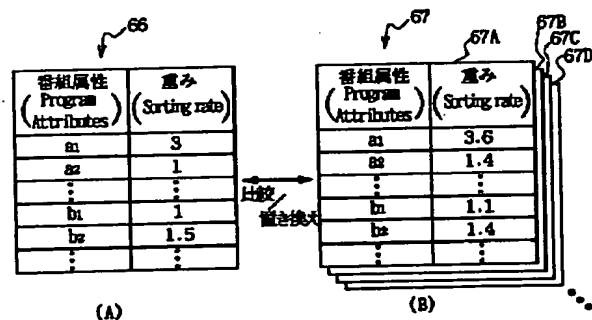 66
番組属性
(Program Attributes)
重み
(Sorting rate)
a1 3
a2 1
⋮ ⋮
b1 1
b2 1.5
⋮ ⋮
(A)
比較
置き換え
67
67A
67B
67C
67D
番組属性
(Program Attributes)
重み
(Sorting rate)
a1 3.6
a2 1.4
⋮ ⋮
b1 1.1
b2 1.4
⋮ ⋮
(B)